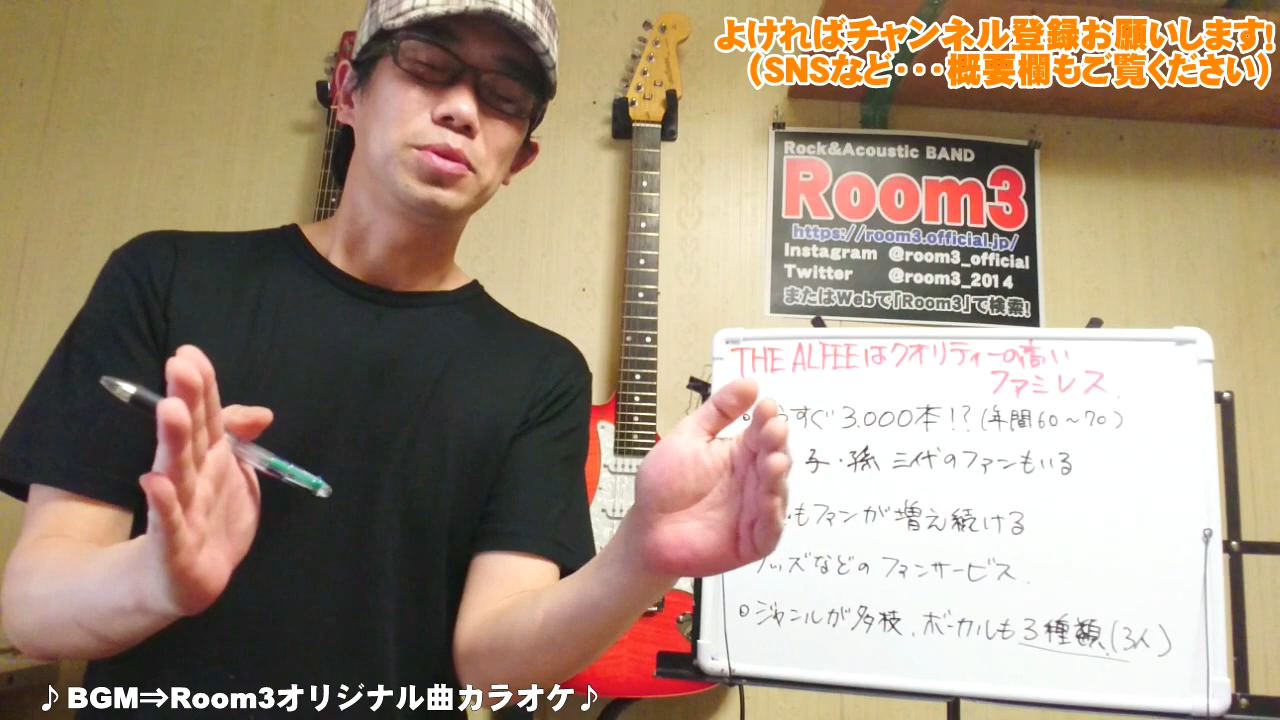 よければチャンネル登録お願いします!
(SNSなど・・・概要欄もご覧ください)
Rock&Acoustic BAND
Room3
https://room3.official.jp/
Instagram @room3_official
Twitter @room3_2014
またはWebで「Room3」で検索!
THE ALFEEはクオリティーの高い
ファミレス
うすぐ3.000本!?(年間60〜70)
子・孫 三代のファンもいる
もファンが増え続ける
グッズなどのファンサービス.
○ジャンルが多枝、ボーカルも3種類(3人)
♪BGM⇒Room3オリジナル曲カラオケ♪